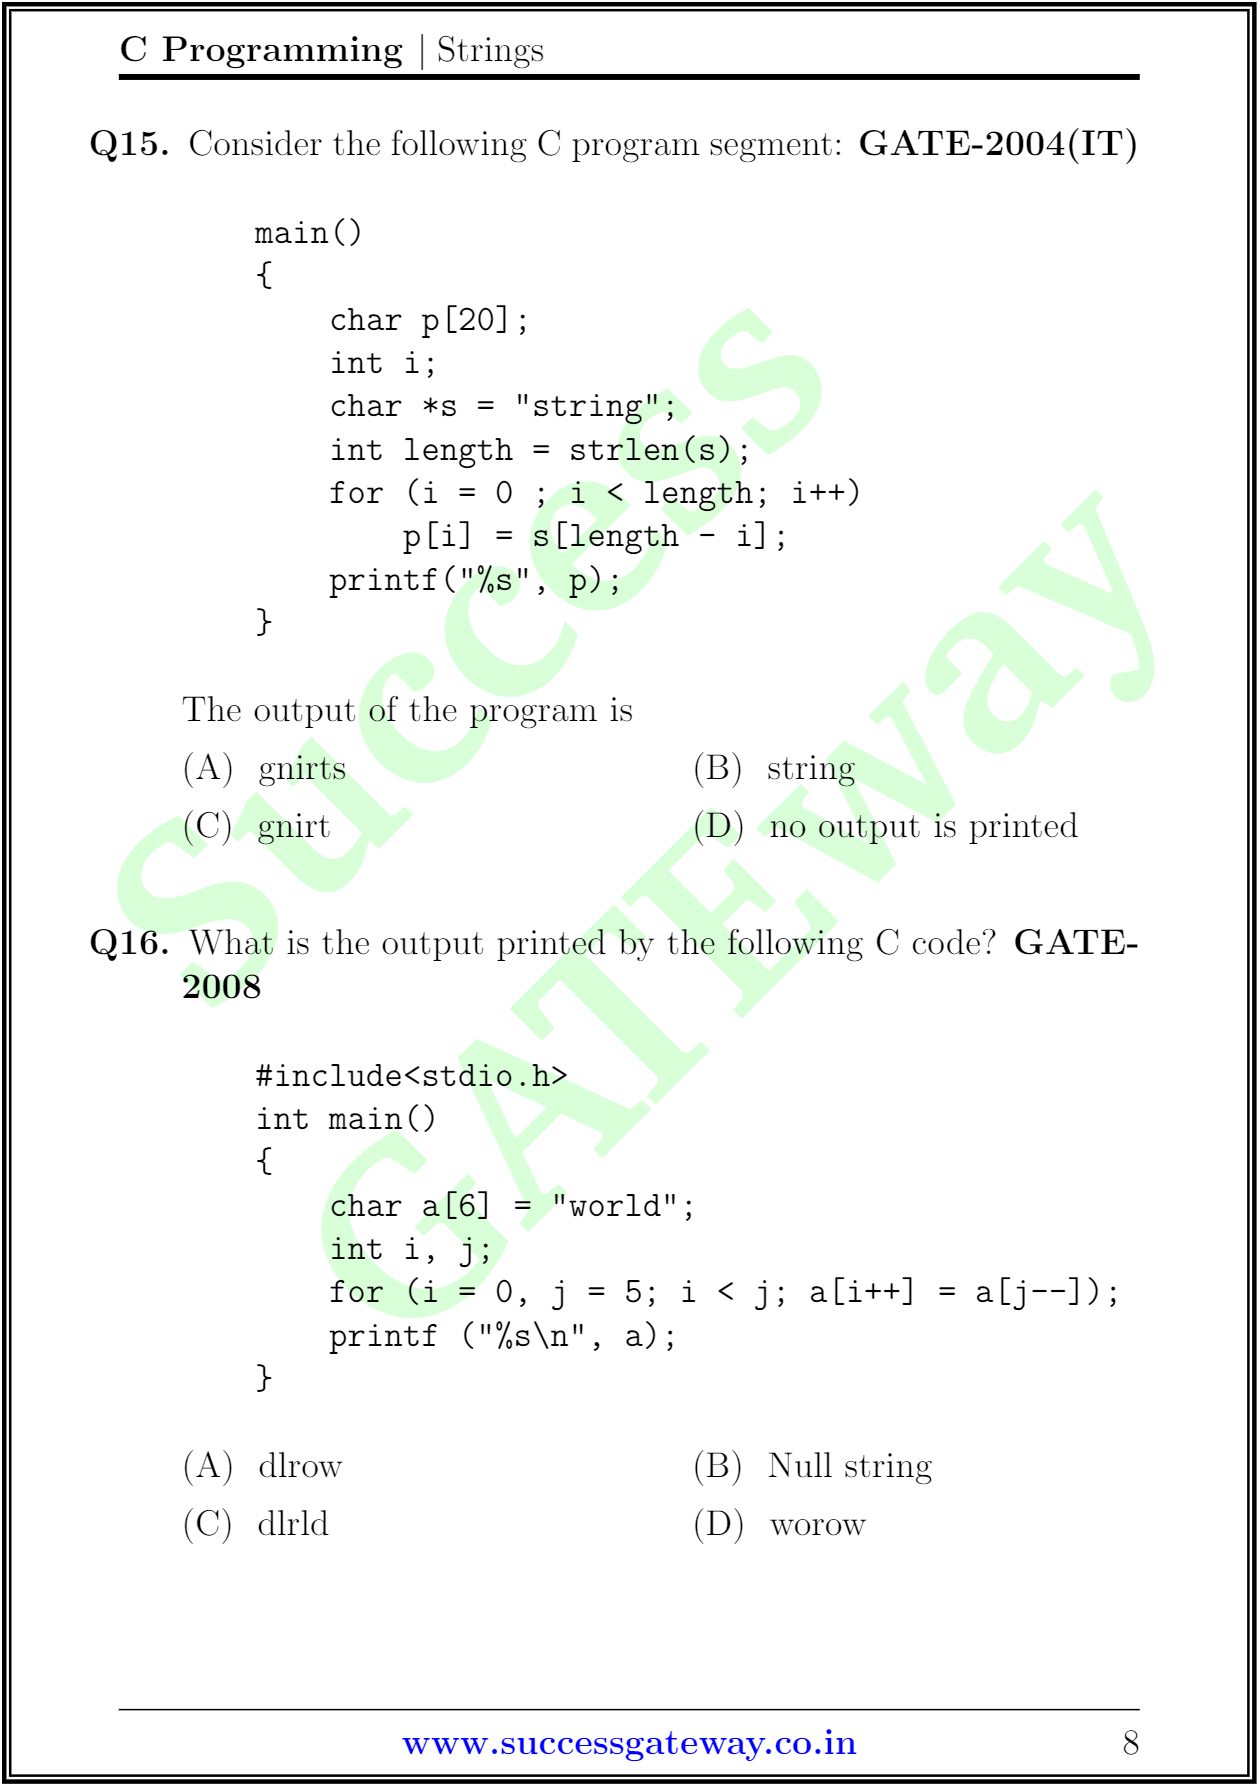 C Programming | Strings
Q15. Consider the following C program segment: GATE-2004(IT)
main()
{
    char p[20];
    int i;
    char *s = "string";
    int length = strlen(s);
    for (i = 0 ; i < length; i++)
        p[i] = s[length - i];
    printf("%s", p);
}
The output of the program is
(A) gnirts (B) string
(C) gnirt (D) no output is printed
Q16. What is the output printed by the following C code? GATE-
2008
#include<stdio.h>
int main()
{
    char a[6] = "world";
    int i, j;
    for (i = 0, j = 5; i < j; a[i++] = a[j--]);
    printf ("%s\n", a);
}
(A) dlrow (B) Null string
(C) dlrld (D) worow
www.successgateway.co.in 8
Success
GATEway